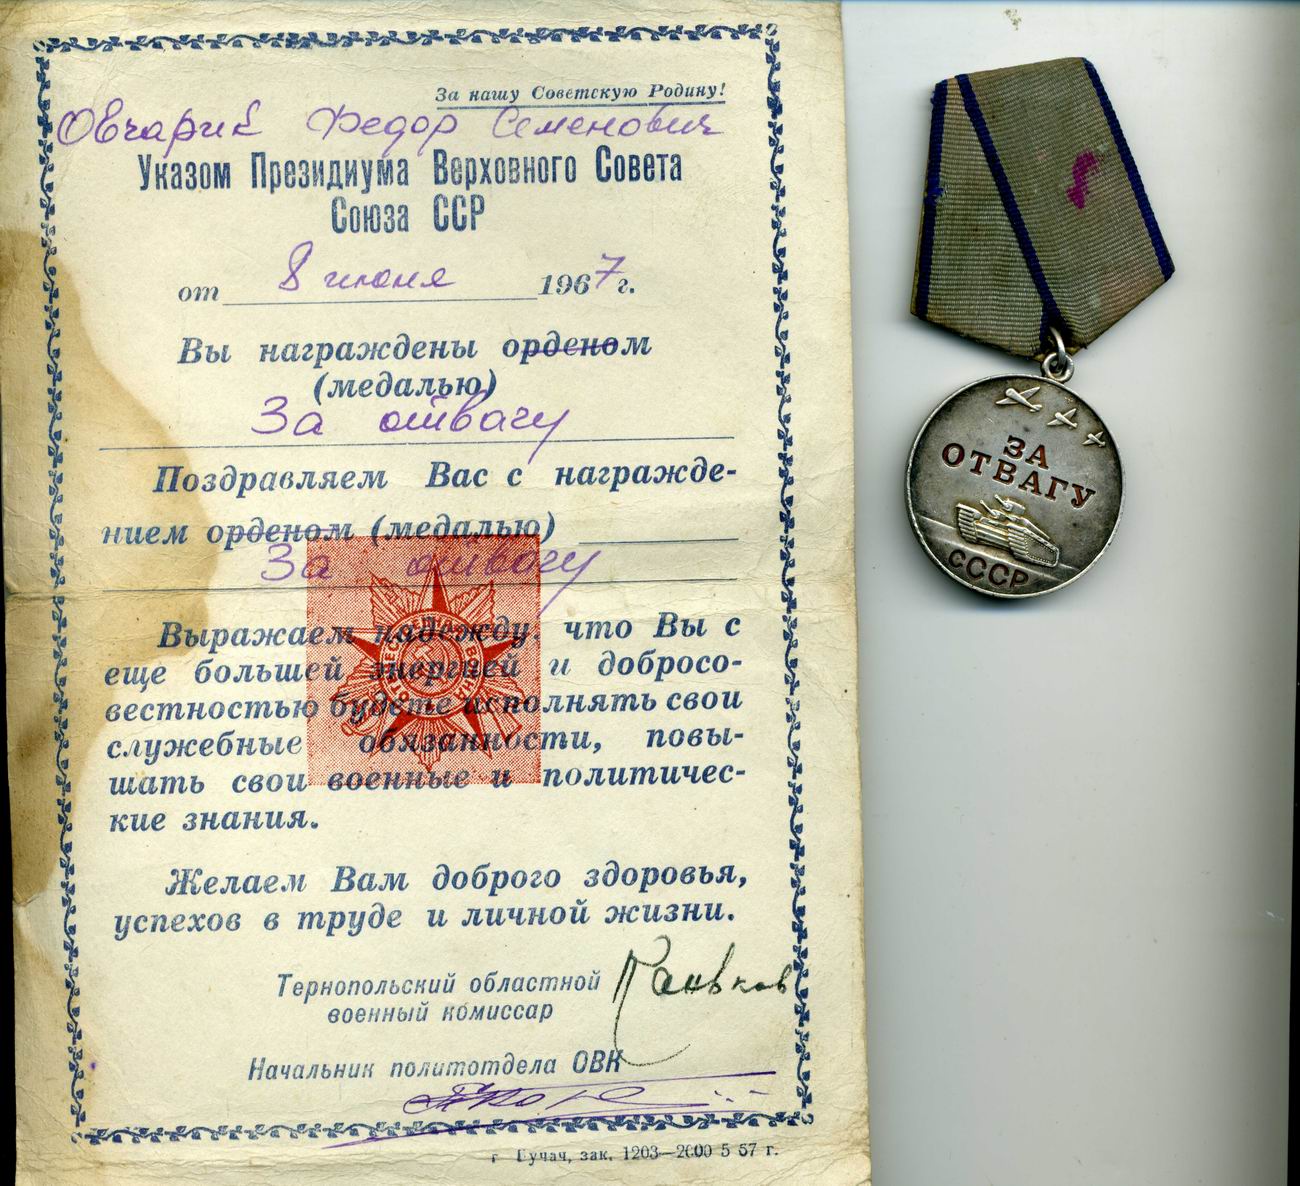 За нашу Советскую Родину!
Овчарик Федор Семенович
Указом Президиума Верховного Совета
Союза ССР
от 8 июня 1967 г.
Вы награждены орденом
(медалью)
За отвагу
Поздравляем Вас с награжде-
нием орденом (медалью)
За отвагу
Выражаем надежду, что Вы с
еще большей энергией и добросо-
вестностью будете исполнять свои
служебные обязанности, повы-
шать свои военные и политичес-
кие знания.
Желаем Вам доброго здоровья,
успехов в труде и личной жизни.
Тернопольский областной
военный комиссар
Начальник политотдела ОВК
г Бучач, зак. 1203—2000 5 57 г.
ОТЕЧЕСТВЕННАЯ ВОЙНА
ЗА
ОТВАГУ
СССР